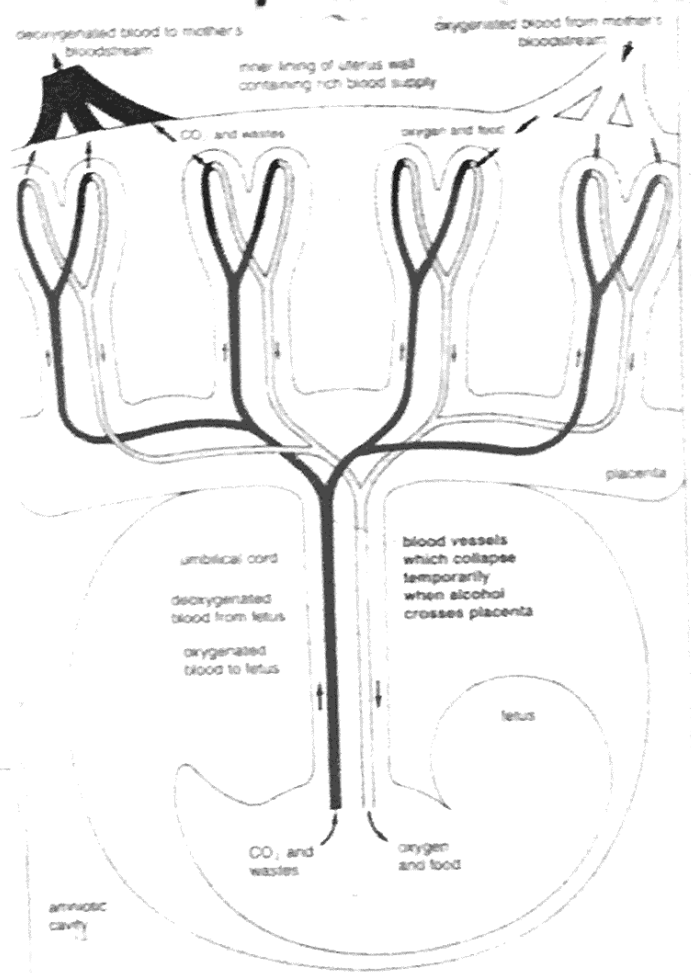 deoxygenated blood to mother's
bloodstream
oxygenated blood from mother's
bloodstream
inner lining of uterus wall
containing rich blood supply
CO₂ and wastes
oxygen and food
placenta
umbilical cord
deoxygenated
blood from fetus
oxygenated
blood to fetus
blood vessels
which collapse
temporarily
when alcohol
crosses placenta
fetus
CO₂ and
wastes
oxygen
and food
amniotic
cavity